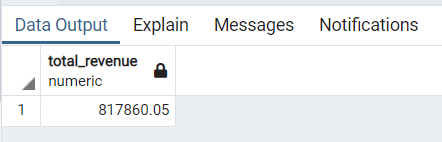 Data Output Explain Messages Notifications
total_revenue
numeric
1 817860.05